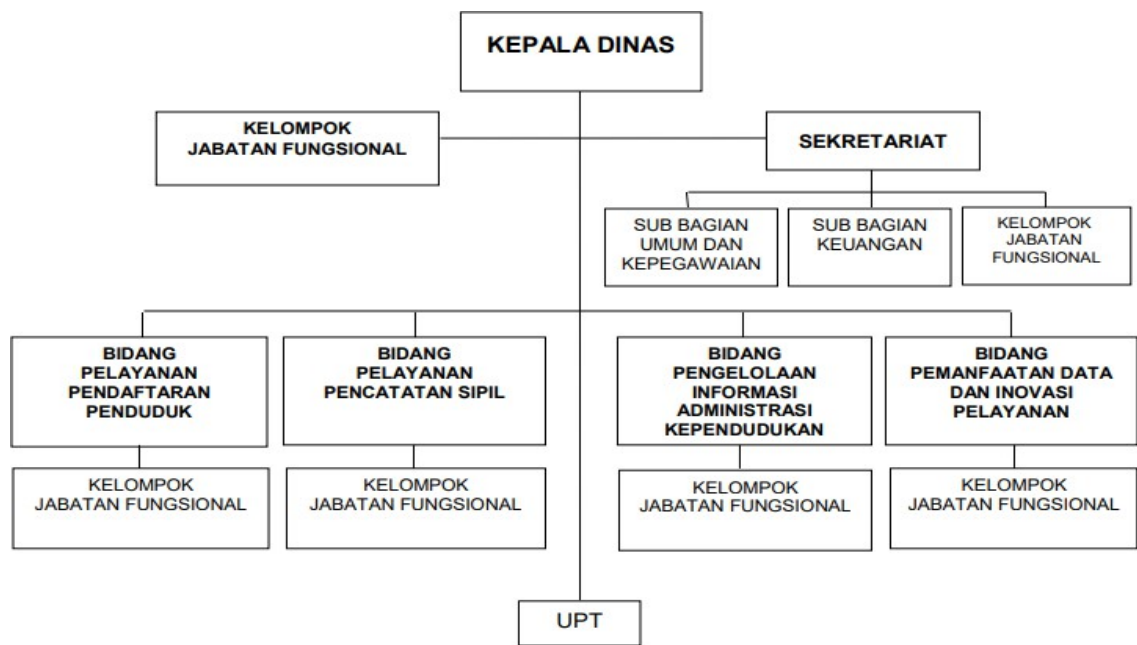 KEPALA DINAS
KELOMPOK
JABATAN FUNGSIONAL
SEKRETARIAT
SUB BAGIAN
UMUM DAN
KEPEGAWAIAN
SUB BAGIAN
KEUANGAN
KELOMPOK
JABATAN
FUNGSIONAL
BIDANG
PELAYANAN
PENDAFTARAN
PENDUDUK
BIDANG
PELAYANAN
PENCATATAN SIPIL
BIDANG
PENGELOLAAN
INFORMASI
ADMINISTRASI
KEPENDUDUKAN
BIDANG
PEMANFAATAN DATA
DAN INOVASI
PELAYANAN
KELOMPOK
JABATAN FUNGSIONAL
KELOMPOK
JABATAN FUNGSIONAL
KELOMPOK
JABATAN FUNGSIONAL
KELOMPOK
JABATAN FUNGSIONAL
UPT